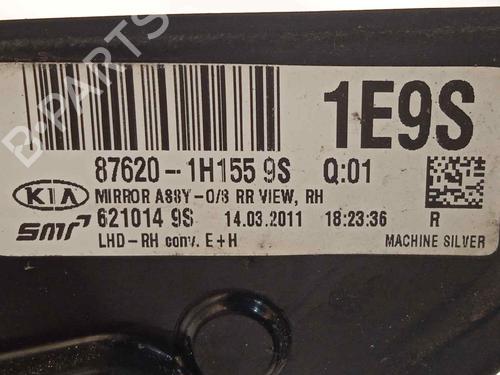 1E9S
87620-1H155 9S Q:01
KIA MIRROR ASSY-O/S RR VIEW, RH
smr 621014 9S 14.03.2011 18:23:36 R
LHD-RH conv. E+H MACHINE SILVER
B-PARTS